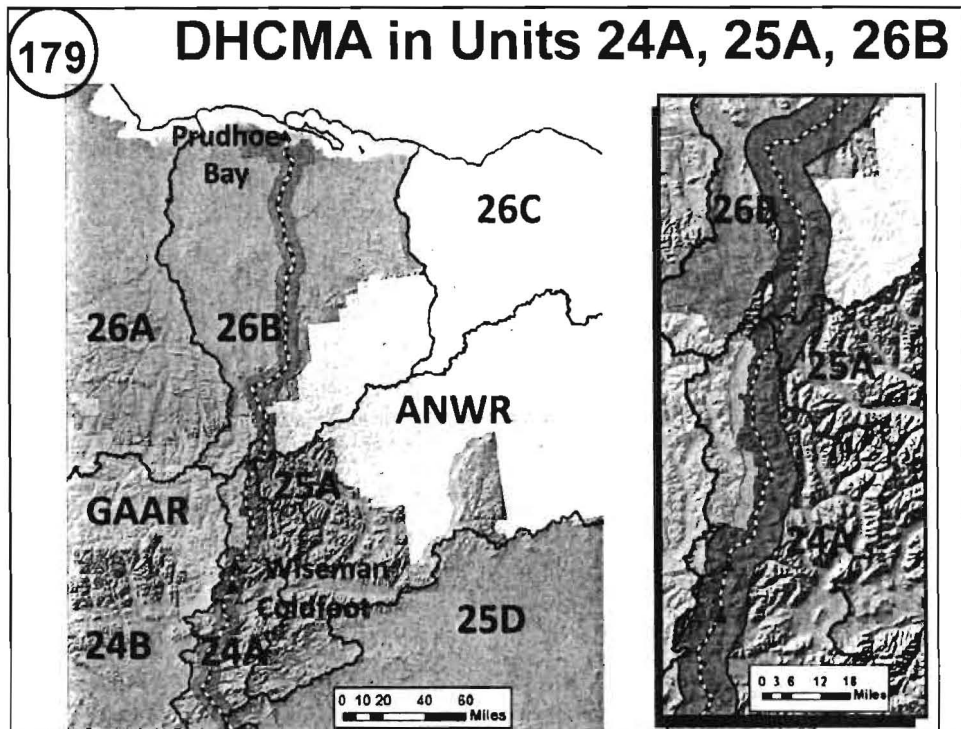 179
DHCMA in Units 24A, 25A, 26B
Prudhoe
Bay
26C
26A
26B
ANWR
25A
GAAR
Wiseman
Coldfoot
24B
24A
25D
0 10 20 40 60
Miles
26B
25A
24A
0 3 6 12 18
Miles